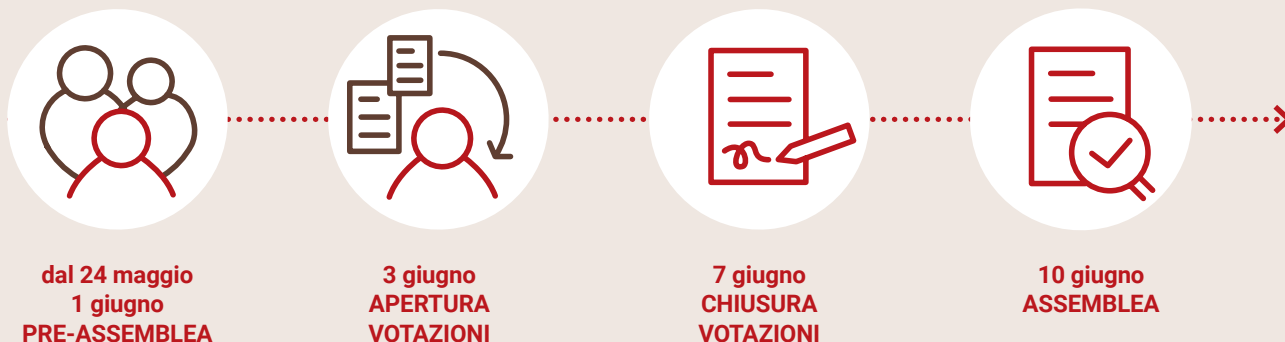 dal 24 maggio
1 giugno
PRE-ASSEMBLEA
3 giugno
APERTURA
VOTAZIONI
7 giugno
CHIUSURA
VOTAZIONI
10 giugno
ASSEMBLEA